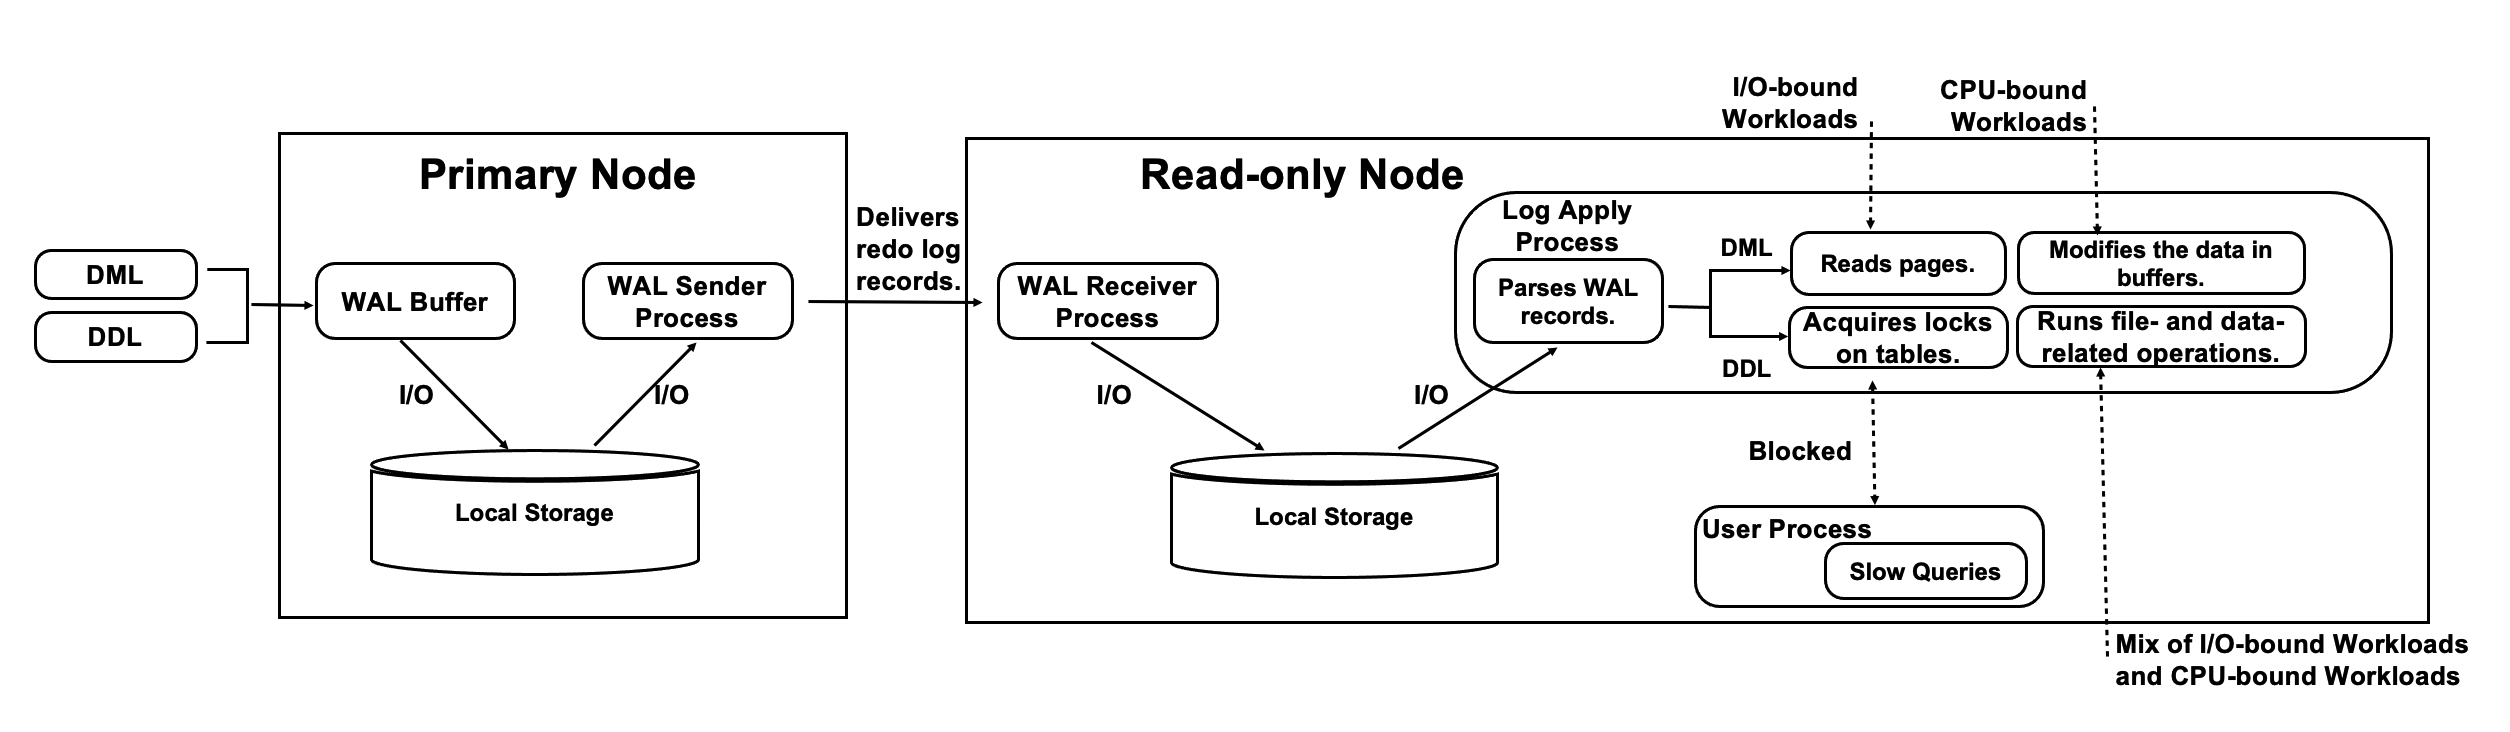 DML
DDL
Primary Node
WAL Buffer
WAL Sender
Process
I/O
I/O
Local Storage
Delivers
redo log
records.
Read-only Node
WAL Receiver
Process
I/O
I/O
Local Storage
Log Apply
Process
Parses WAL
records.
DML
DDL
I/O-bound
Workloads
CPU-bound
Workloads
Reads pages.
Modifies the data in
buffers.
Acquires locks
on tables.
Runs file- and data-
related operations.
Blocked
User Process
Slow Queries
Mix of I/O-bound Workloads
and CPU-bound Workloads